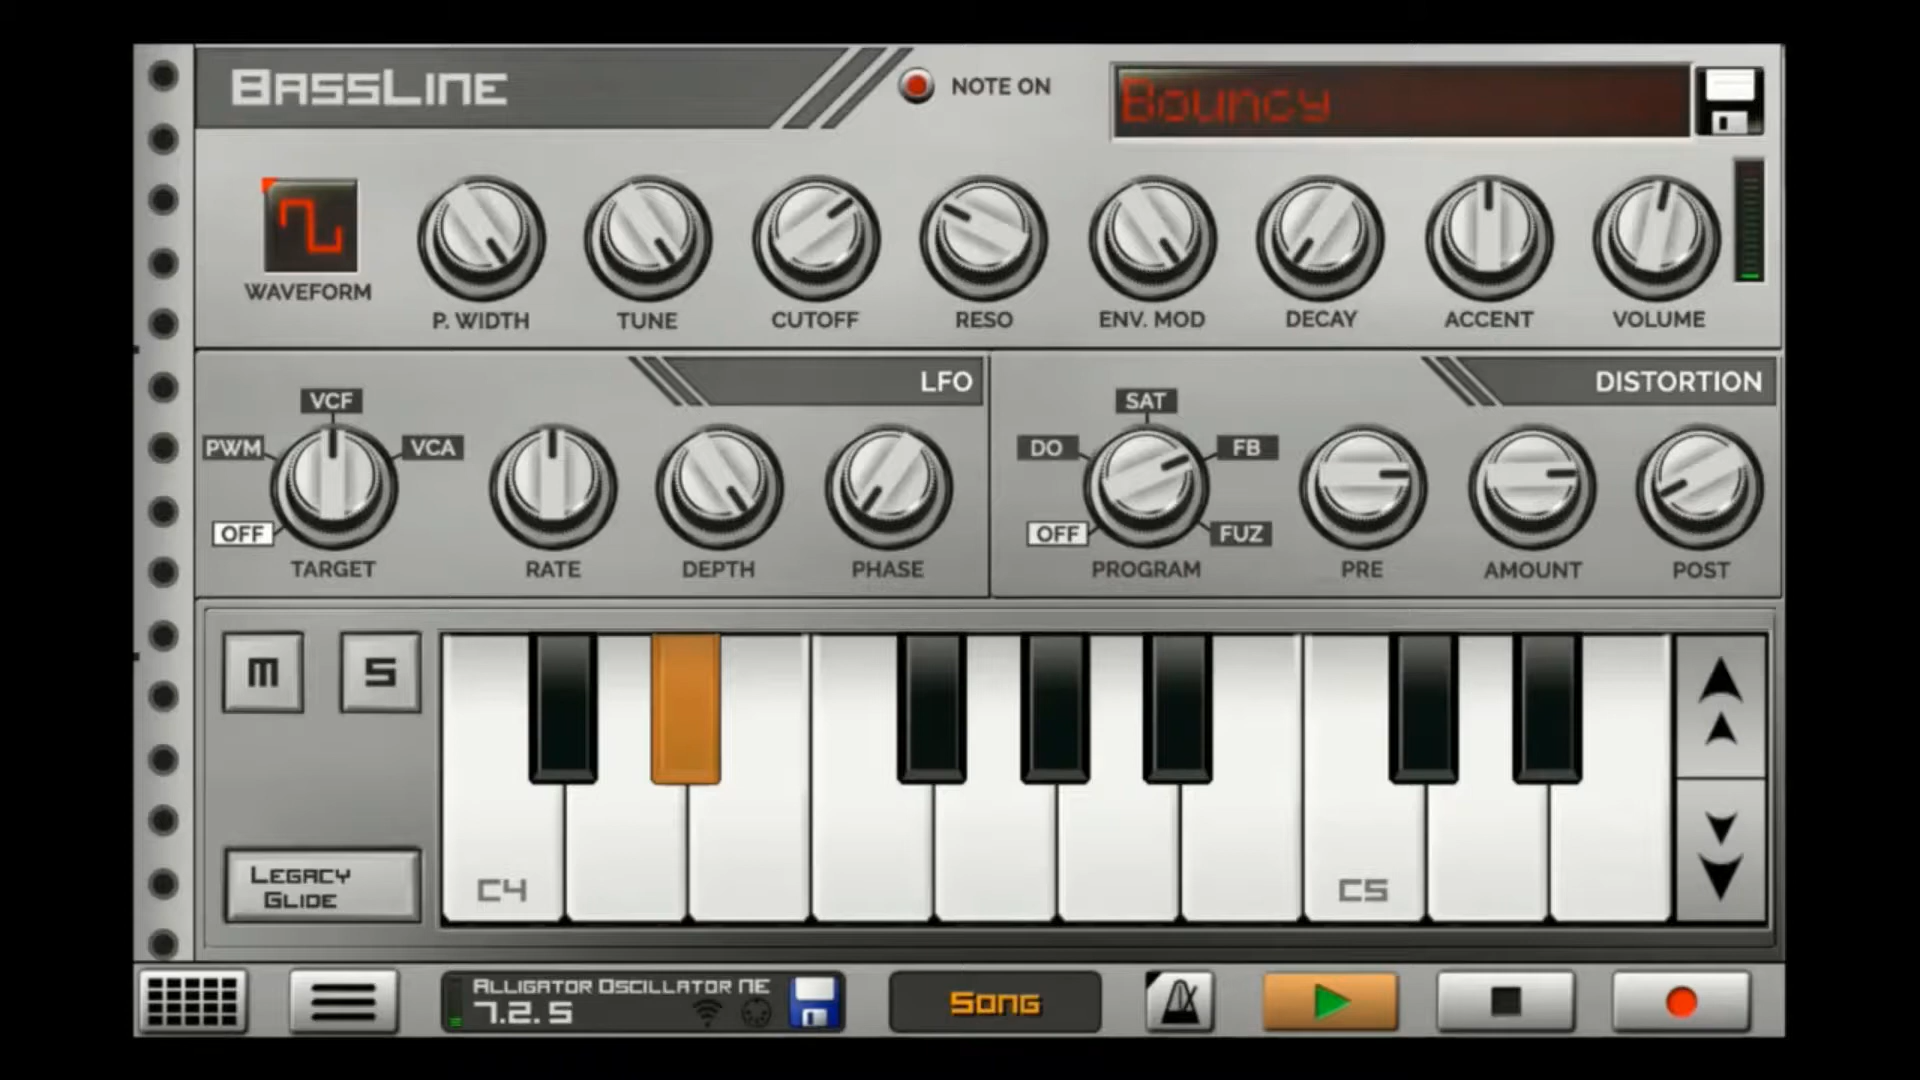 BassLine
NOTE ON
Bouncy
WAVEFORM
P. WIDTH
TUNE
CUTOFF
RESO
ENV. MOD
DECAY
ACCENT
VOLUME
LFO
DISTORTION
VCF
PWM
VCA
OFF
TARGET
RATE
DEPTH
PHASE
SAT
DO
FB
OFF
FUZ
PROGRAM
PRE
AMOUNT
POST
M
S
Legacy
Glide
C4
C5
Alligator Oscillator NE
7.2.5
Song